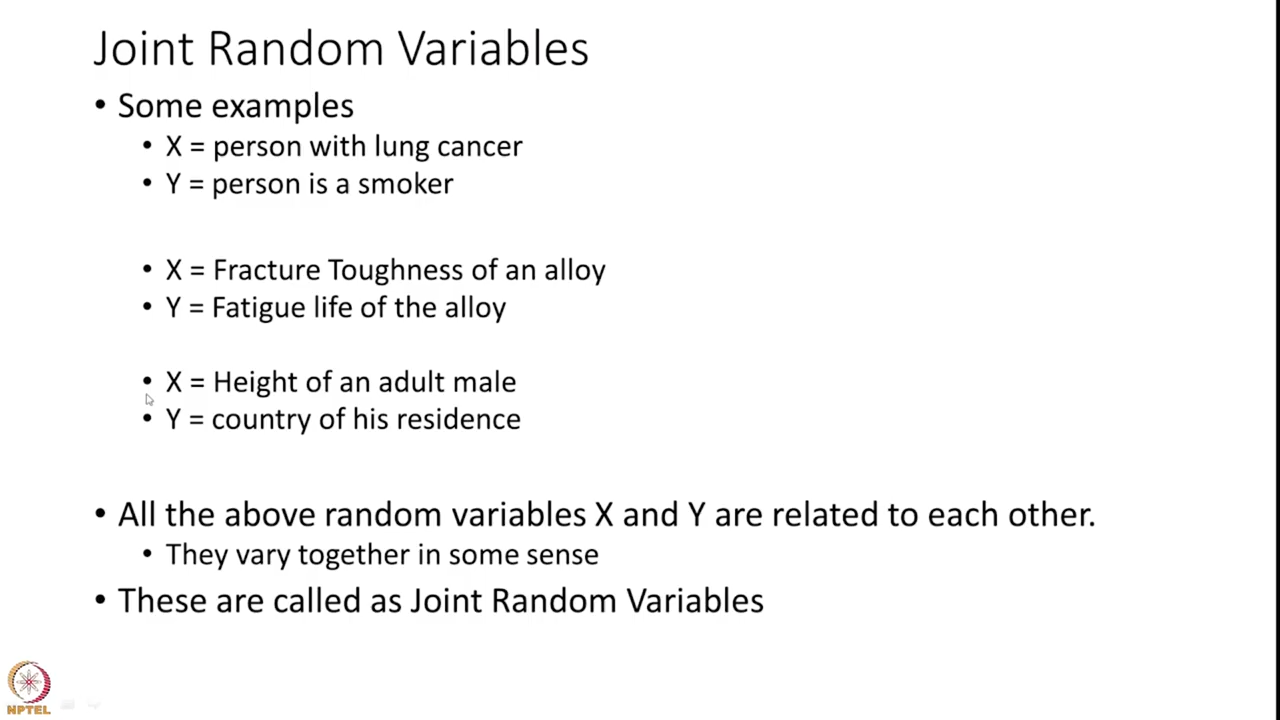 Joint Random Variables
• Some examples
• X = person with lung cancer
• Y = person is a smoker
• X = Fracture Toughness of an alloy
• Y = Fatigue life of the alloy
• X = Height of an adult male
• Y = country of his residence
• All the above random variables X and Y are related to each other.
• They vary together in some sense
• These are called as Joint Random Variables
NPTEL